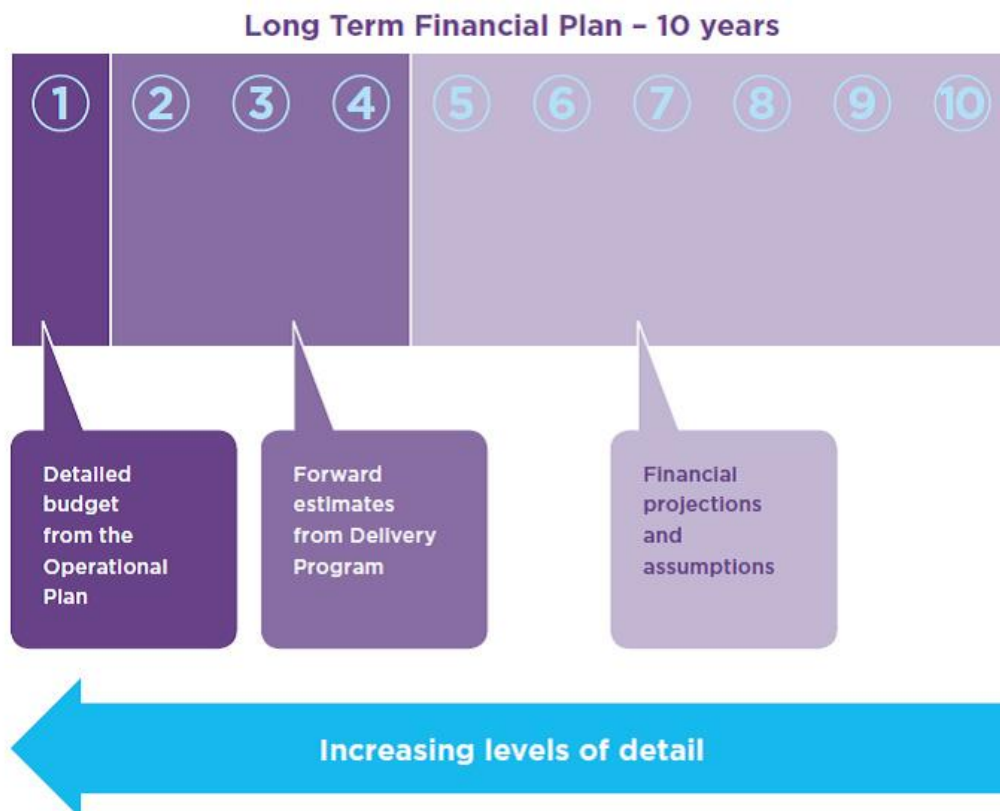 Long Term Financial Plan – 10 years
1 2 3 4 5 6 7 8 9 10
Detailed
budget
from the
Operational
Plan
Forward
estimates
from Delivery
Program
Financial
projections
and
assumptions
Increasing levels of detail